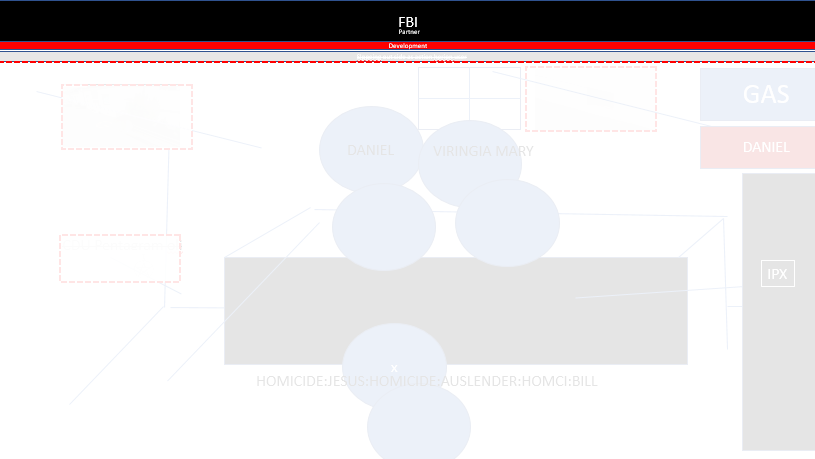 FBI
Partner
Development
GAS
DANIEL
DANIEL
VIRINGIA MARY
IPX
X
HOMICIDE:JESUS:HOMICIDE:AUSLENDER:HOMCI:BILL